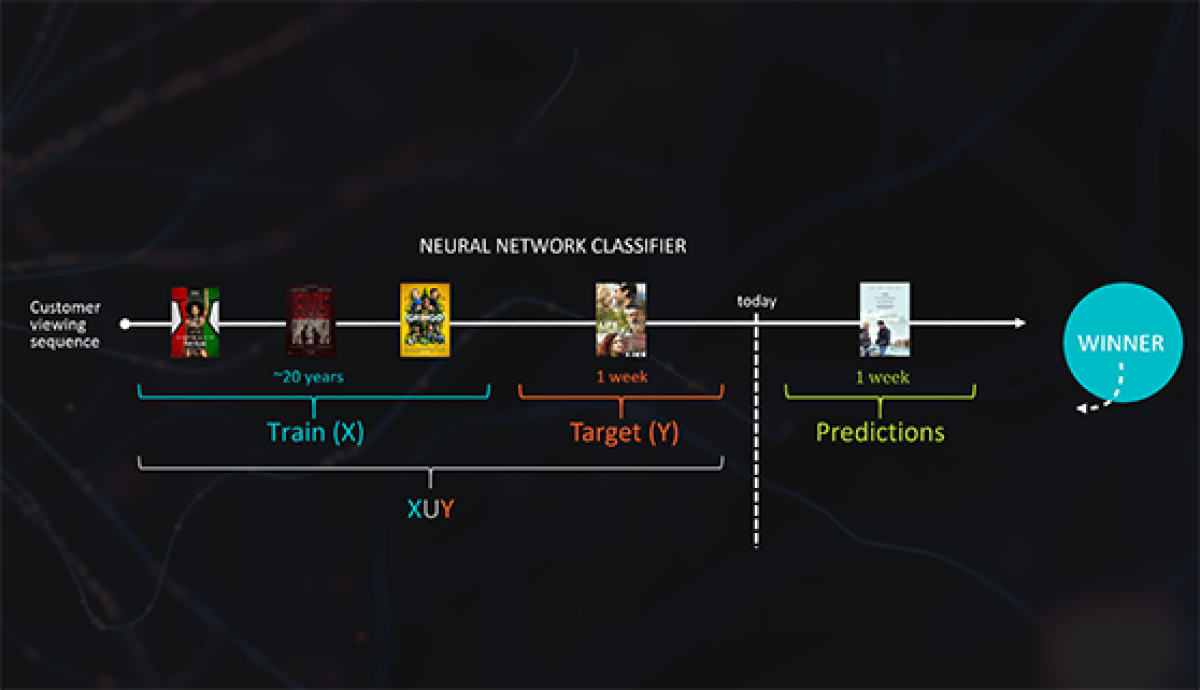 NEURAL NETWORK CLASSIFIER
Customer
viewing
sequence
today
WINNER
~20 years
1 week
1 week
Train (X)
Target (Y)
Predictions
XUY